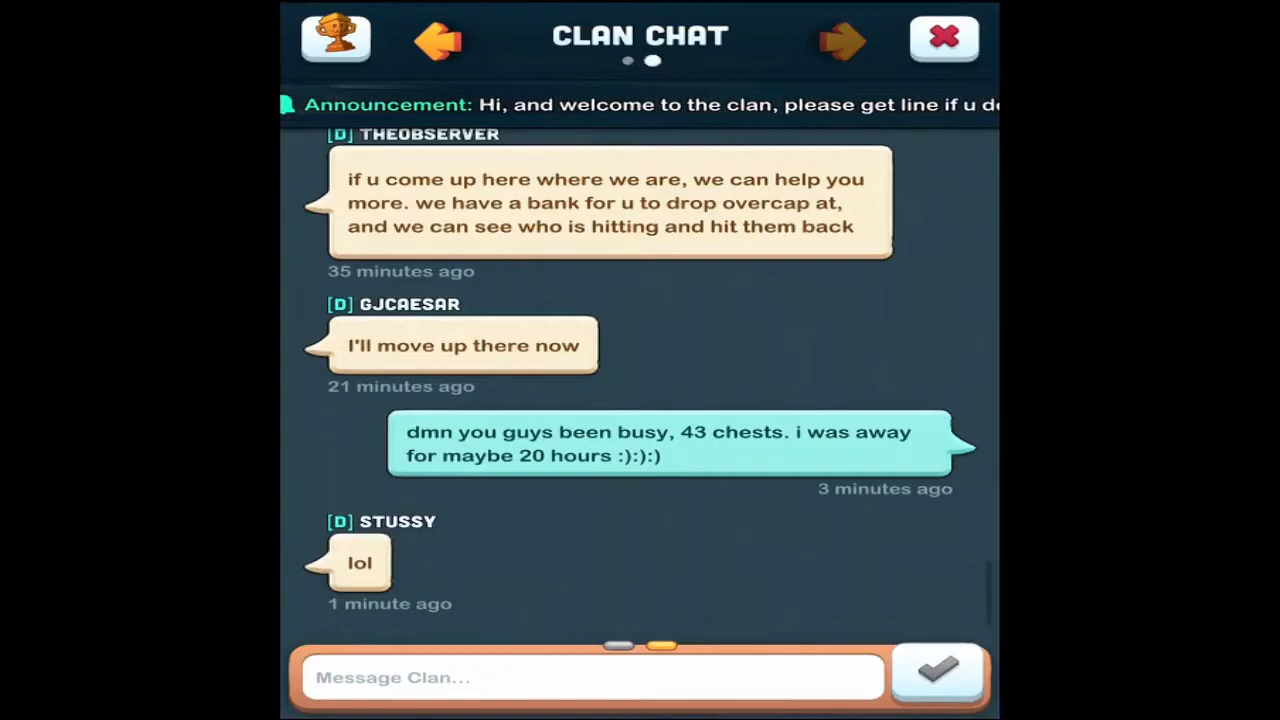 CLAN CHAT
Announcement: Hi, and welcome to the clan, please get line if u
[D] THEOBSERVER
if u come up here where we are, we can help you
more. we have a bank for u to drop overcap at,
and we can see who is hitting and hit them back
35 minutes ago
[D] GJCAESAR
I'll move up there now
21 minutes ago
dmn you guys been busy, 43 chests. i was away
for maybe 20 hours :):):)
3 minutes ago
[D] STUSSY
lol
1 minute ago
Message Clan...